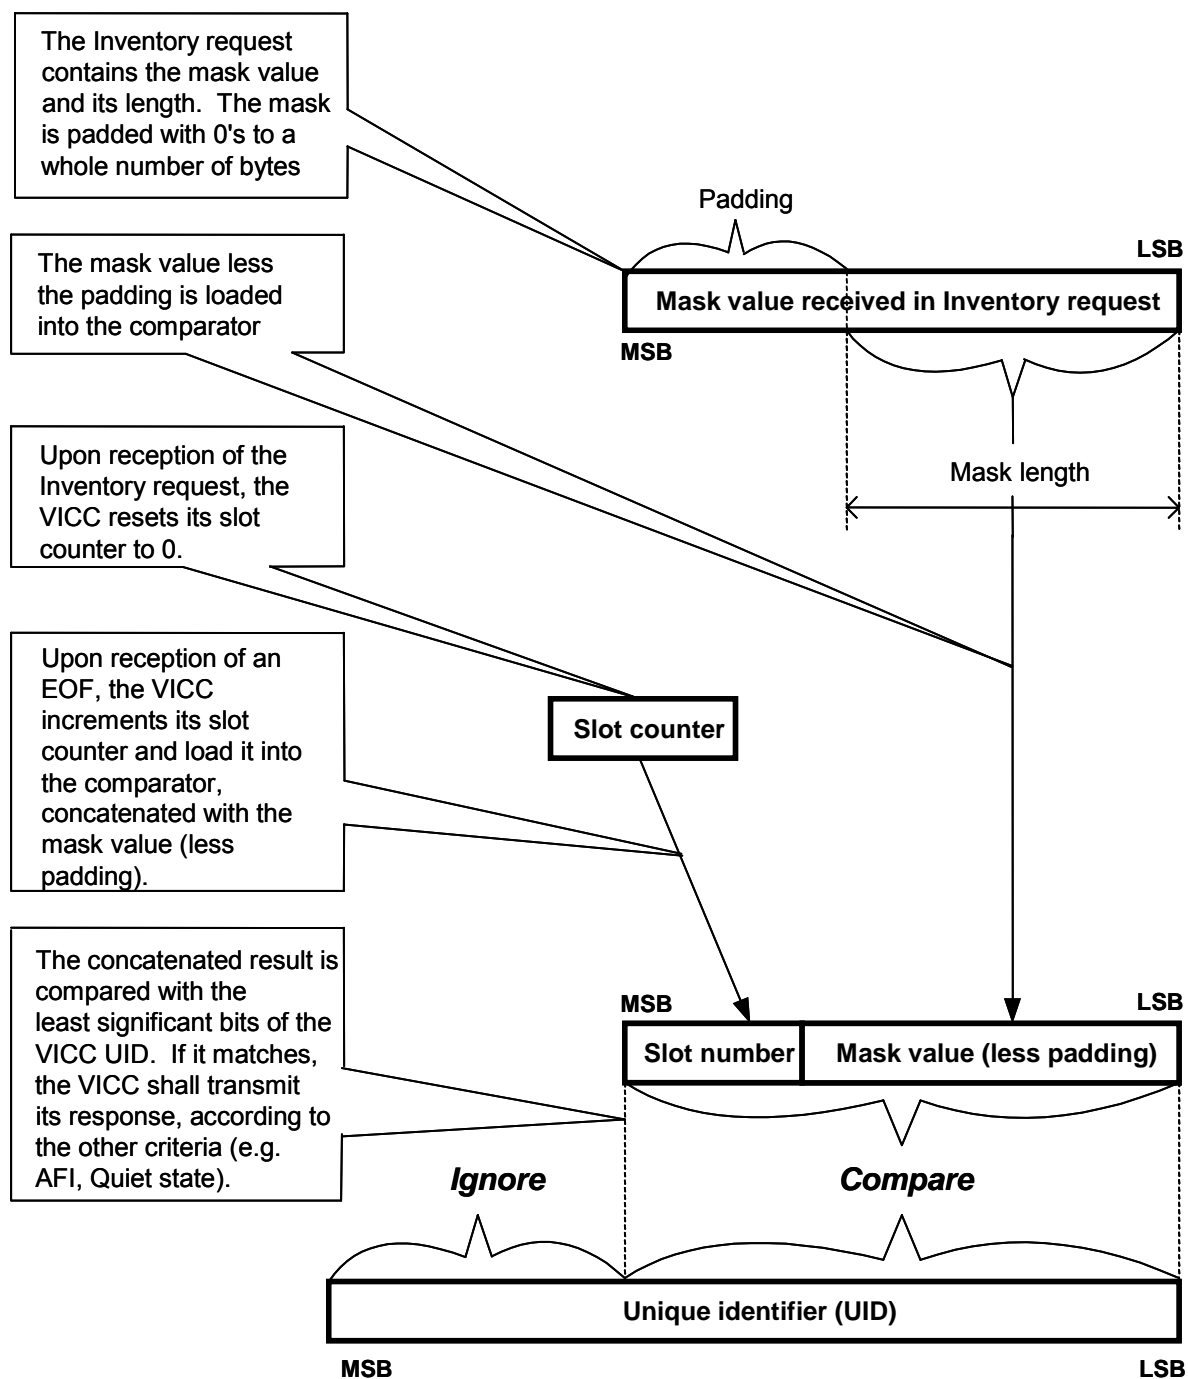 The Inventory request
contains the mask value
and its length. The mask
is padded with 0's to a
whole number of bytes
Padding
LSB
Mask value received in Inventory request
MSB
The mask value less
the padding is loaded
into the comparator
Mask length
Upon reception of the
Inventory request, the
VICC resets its slot
counter to 0.
Upon reception of an
EOF, the VICC
increments its slot
counter and load it into
the comparator,
concatenated with the
mask value (less
padding).
Slot counter
The concatenated result is
compared with the
least significant bits of the
VICC UID. If it matches,
the VICC shall transmit
its response, according to
the other criteria (e.g.
AFI, Quiet state).
MSB
LSB
Slot number
Mask value (less padding)
Ignore
Compare
Unique identifier (UID)
MSB
LSB